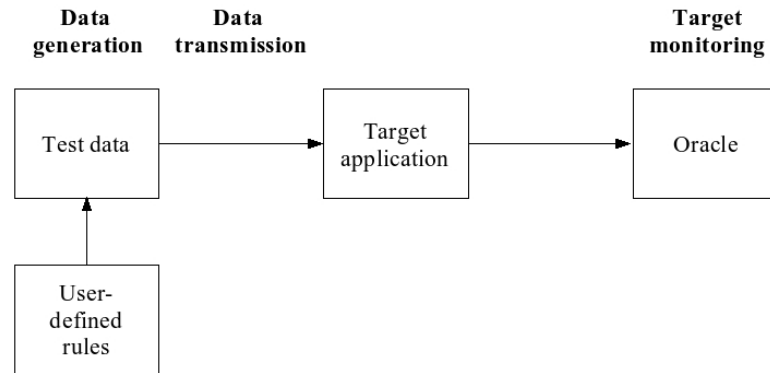 Data
generation
Data
transmission
Target
monitoring
Test data
Target
application
Oracle
User-
defined
rules